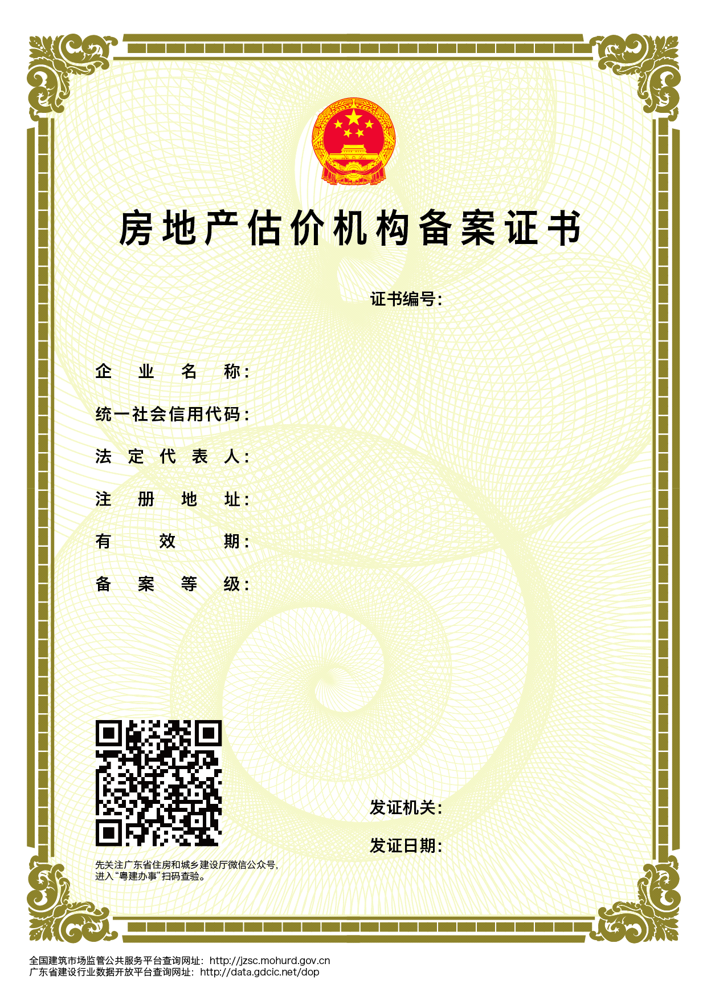 房地产估价机构备案证书
证书编号：
企业名称：
统一社会信用代码：
法定代表人：
注册地址：
有效期：
备案等级：
发证机关：
发证日期：
先关注广东省住房和城乡建设厅微信公众号，
进入“粤建办事”扫码查验。
全国建筑市场监管公共服务平台查询网址：http://jzsc.mohurd.gov.cn
广东省建设行业数据开放平台查询网址：http://data.gdcic.net/dop